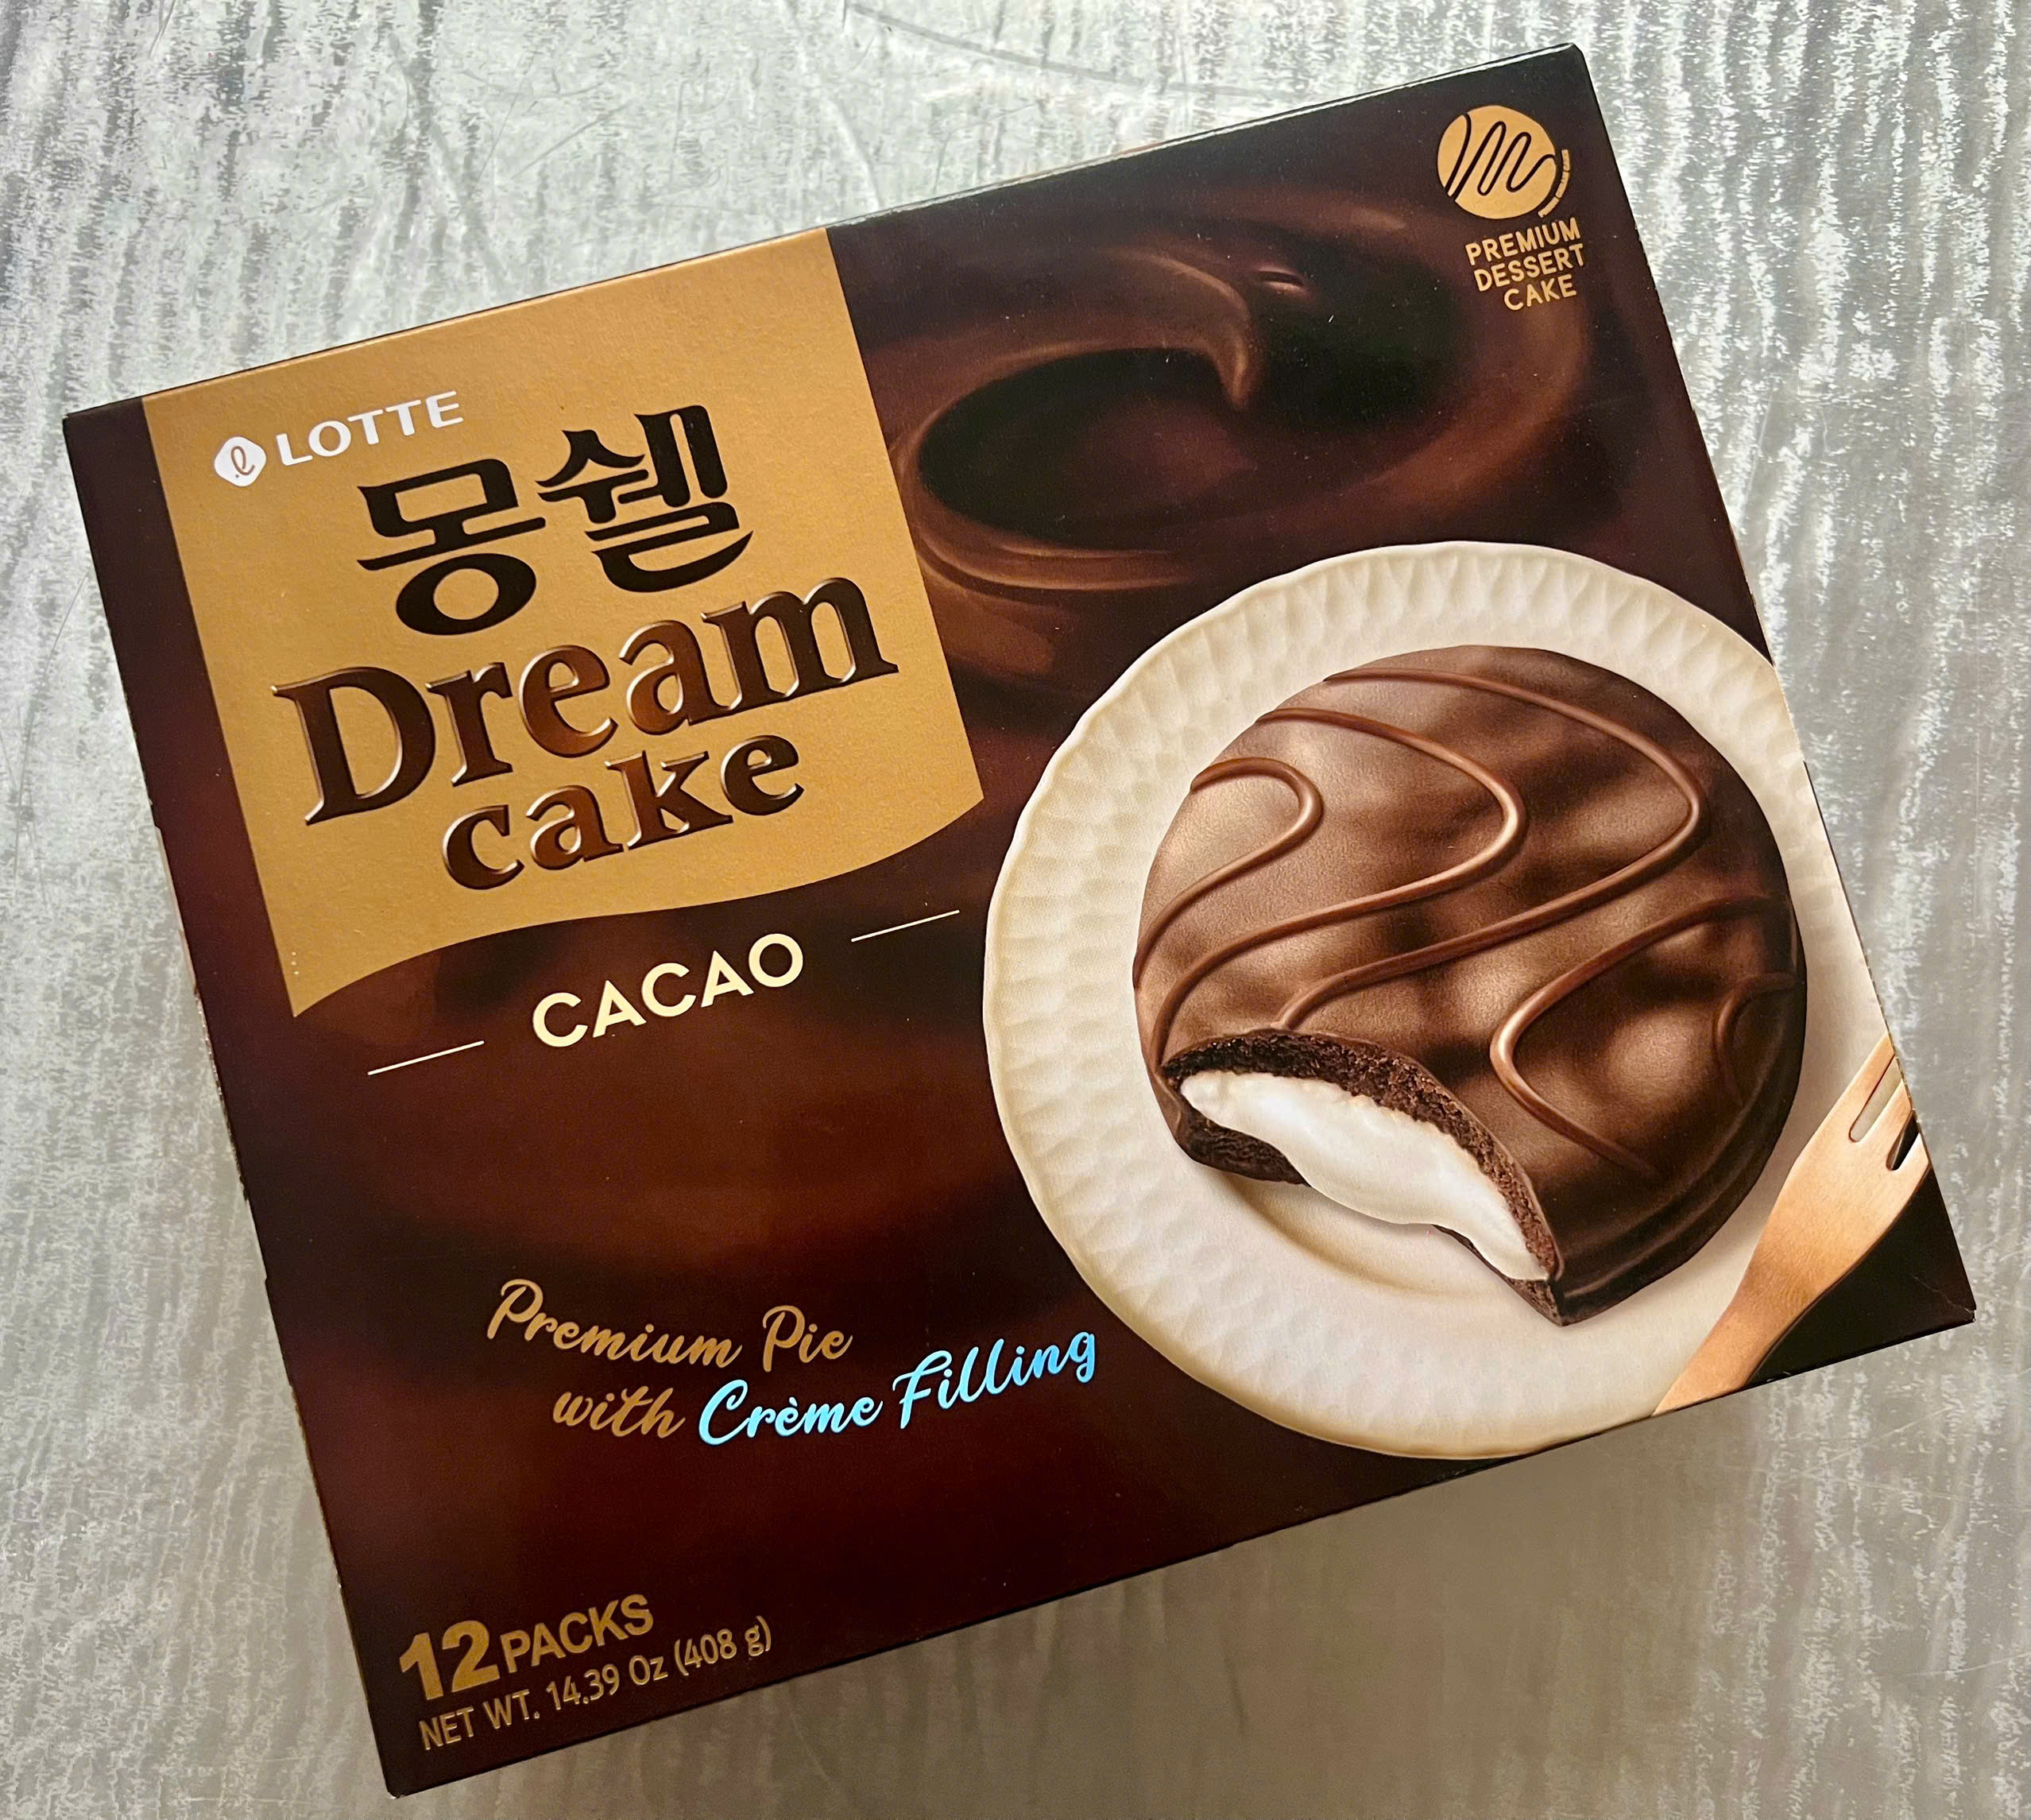 LOTTE
몽쉘
Dream
cake
CACAO
PREMIUM
DESSERT
CAKE
Premium Pie
with Crème Filling
12 PACKS
NET WT. 14.39 Oz (408 g)